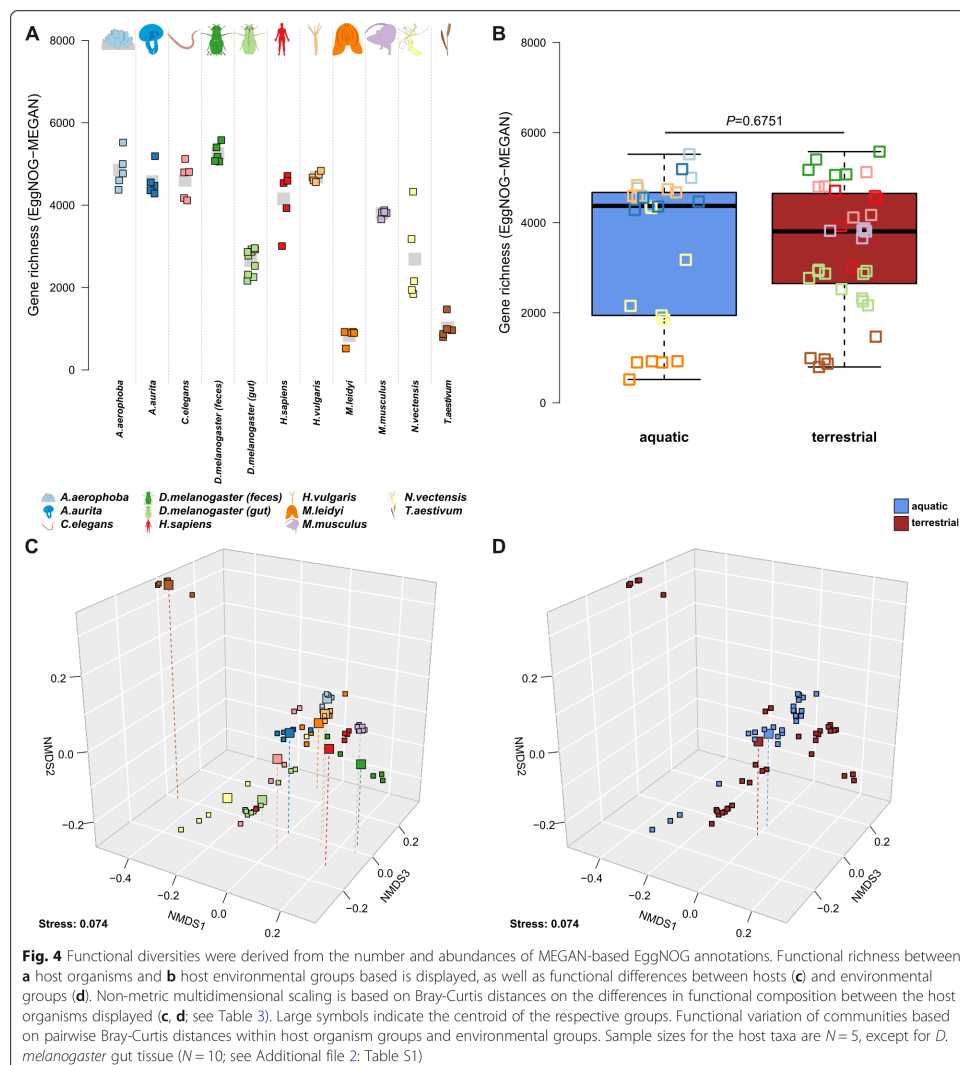 A
B
8000
6000
4000
2000
0
Gene richness (EggNOG−MEGAN)
A.aerophoba
A.aurita
C.elegans
D.melanogaster (feces)
D.melanogaster (gut)
H.sapiens
H.vulgaris
M.leidyi
M.musculus
N.vectensis
T.aestivum
8000
6000
4000
2000
0
Gene richness (EggNOG−MEGAN)
P=0.6751
aquatic
terrestrial
A.aerophoba
D.melanogaster (feces)
H.vulgaris
N.vectensis
A.aurita
D.melanogaster (gut)
M.leidyi
T.aestivum
C.elegans
H.sapiens
M.musculus
aquatic
terrestrial
C
0.2
0.0
−0.2
NMDS2
−0.4
−0.2
0.0
0.2
NMDS1
−0.2
0.0
0.2
NMDS3
Stress: 0.074
D
0.2
0.0
−0.2
NMDS2
−0.4
−0.2
0.0
0.2
NMDS1
−0.2
0.0
0.2
NMDS3
Stress: 0.074
Fig. 4 Functional diversities were derived from the number and abundances of MEGAN-based EggNOG annotations. Functional richness between
a host organisms and b host environmental groups based is displayed, as well as functional differences between hosts (c) and environmental
groups (d). Non-metric multidimensional scaling is based on Bray-Curtis distances on the differences in functional composition between the host
organisms displayed (c, d; see Table 3). Large symbols indicate the centroid of the respective groups. Functional variation of communities based
on pairwise Bray-Curtis distances within host organism groups and environmental groups. Sample sizes for the host taxa are N = 5, except for D.
melanogaster gut tissue (N = 10; see Additional file 2: Table S1)